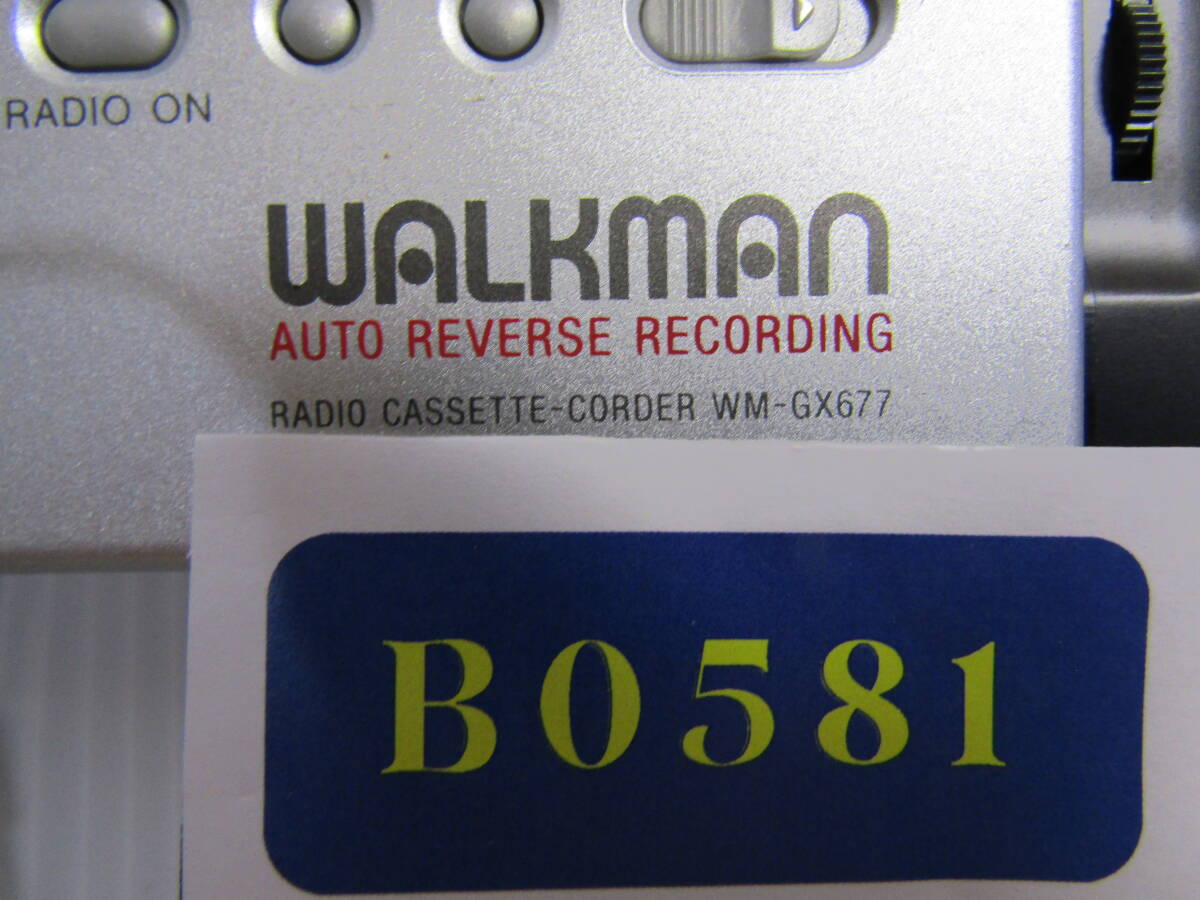 RADIO ON
WALKMAN
AUTO REVERSE RECORDING
RADIO CASSETTE-CORDER WM-GX677
B0581